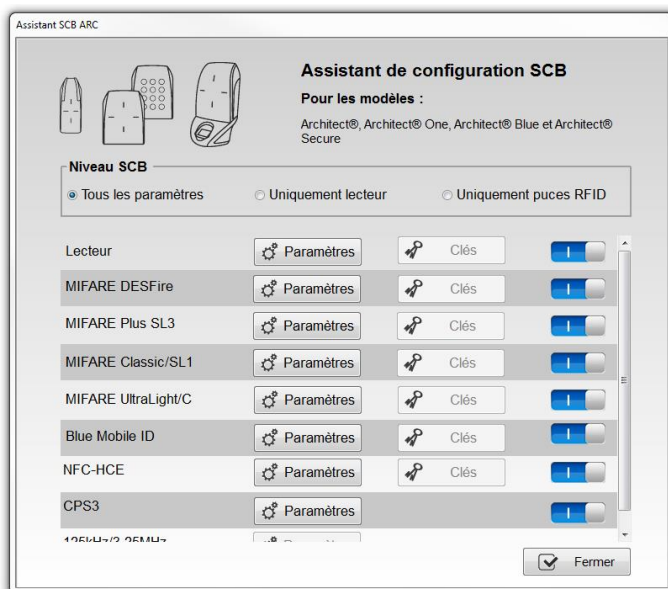 Assistant SCB ARC
Assistant de configuration SCB
Pour les modèles :
Architect®, Architect® One, Architect® Blue et Architect®
Secure
Niveau SCB
Tous les paramètres Uniquement lecteur Uniquement puces RFID
Lecteur Paramètres Clés
MIFARE DESFire Paramètres Clés
MIFARE Plus SL3 Paramètres Clés
MIFARE Classic/SL1 Paramètres Clés
MIFARE UltraLight/C Paramètres Clés
Blue Mobile ID Paramètres Clés
NFC-HCE Paramètres Clés
CPS3 Paramètres
125kHz/3.25MHz
Fermer